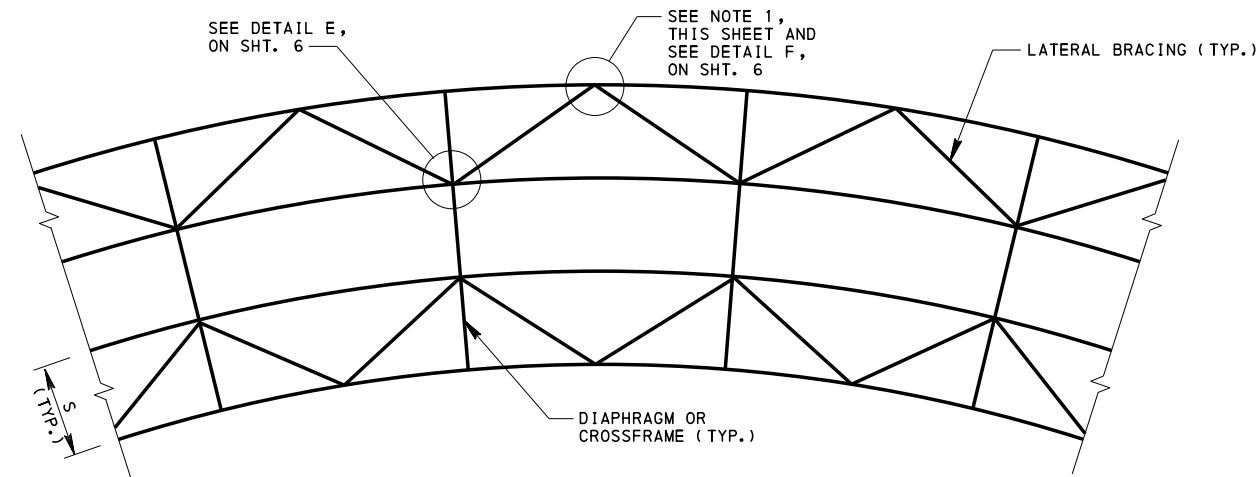 SEE DETAIL E,
ON SHT. 6
SEE NOTE 1,
THIS SHEET AND
SEE DETAIL F,
ON SHT. 6
LATERAL BRACING (TYP.)
S
(TYP.)
DIAPHRAGM OR
CROSSFRAME (TYP.)